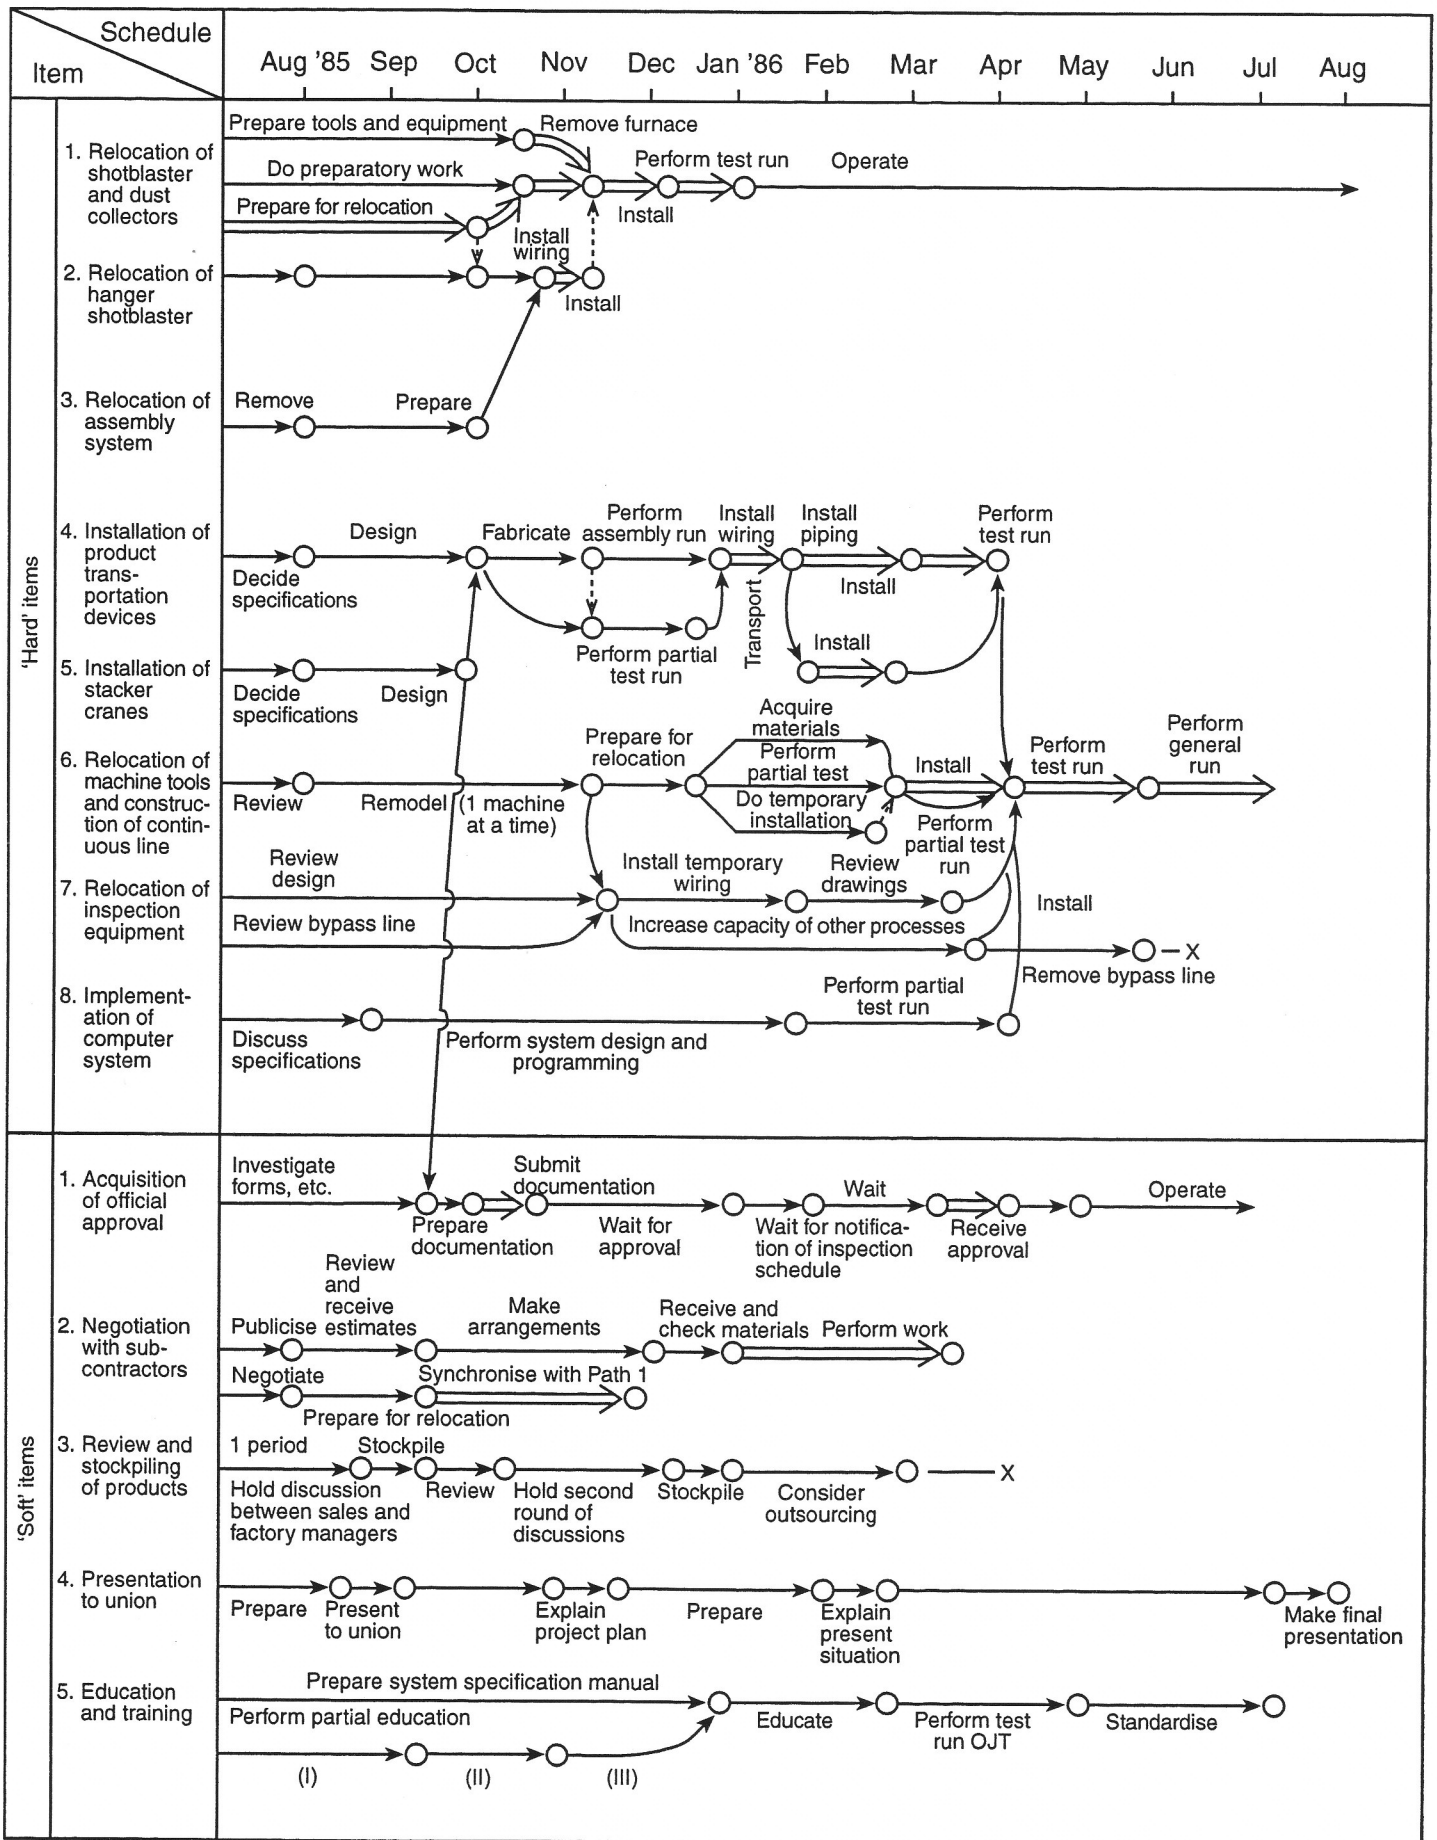 Schedule
Item
Aug '85 Sep Oct Nov Dec Jan '86 Feb Mar Apr May Jun Jul Aug
'Hard' items
1. Relocation of
shotblaster
and dust
collectors
Prepare tools and equipment
Remove furnace
Do preparatory work
Perform test run
Operate
Prepare for relocation
Install
Install
wiring
2. Relocation of
hanger
shotblaster
Install
3. Relocation of
assembly
system
Remove
Prepare
4. Installation of
product
trans-
portation
devices
Decide
specifications
Design
Fabricate
Perform
assembly run
Install
wiring
Install
piping
Perform
test run
Install
Transport
Perform partial
test run
5. Installation of
stacker
cranes
Decide
specifications
Design
Install
6. Relocation of
machine tools
and construc-
tion of contin-
uous line
Review
Remodel (1 machine
at a time)
Prepare for
relocation
Acquire
materials
Perform
partial test
Do temporary
installation
Install
Perform
partial test
run
Perform
test run
Perform
general
run
7. Relocation of
inspection
equipment
Review
design
Review bypass line
Install temporary
wiring
Review
drawings
Install
Increase capacity of other processes
X
Remove bypass line
8. Implement-
ation of
computer
system
Discuss
specifications
Perform system design and
programming
Perform partial
test run
'Soft' items
1. Acquisition
of official
approval
Investigate
forms, etc.
Prepare
documentation
Submit
documentation
Wait for
approval
Wait for notifica-
tion of inspection
schedule
Wait
Receive
approval
Operate
2. Negotiation
with sub-
contractors
Publicise
Review
and
receive
estimates
Make
arrangements
Receive and
check materials
Perform work
Negotiate
Synchronise with Path 1
Prepare for relocation
3. Review and
stockpiling
of products
1 period
Stockpile
Hold discussion
between sales and
factory managers
Review
Hold second
round of
discussions
Stockpile
Consider
outsourcing
X
4. Presentation
to union
Prepare
Present
to union
Explain
project plan
Prepare
Explain
present
situation
Make final
presentation
5. Education
and training
Prepare system specification manual
Perform partial education
Educate
Perform test
run OJT
Standardise
(I)
(II)
(III)